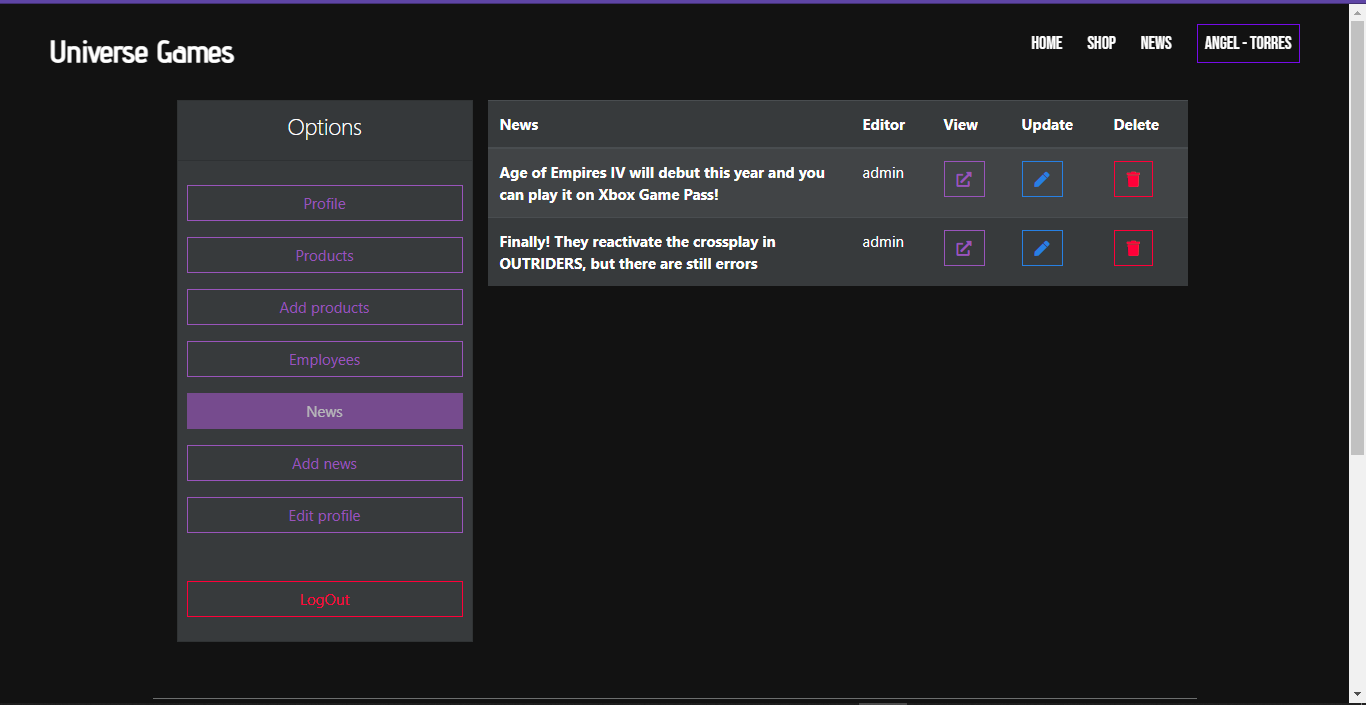 Universe Games
HOME SHOP NEWS ANGEL - TORRES
Options
Profile
Products
Add products
Employees
News
Add news
Edit profile
LogOut
News Editor View Update Delete
Age of Empires IV will debut this year and you
can play it on Xbox Game Pass!
admin
Finally! They reactivate the crossplay in
OUTRIDERS, but there are still errors
admin